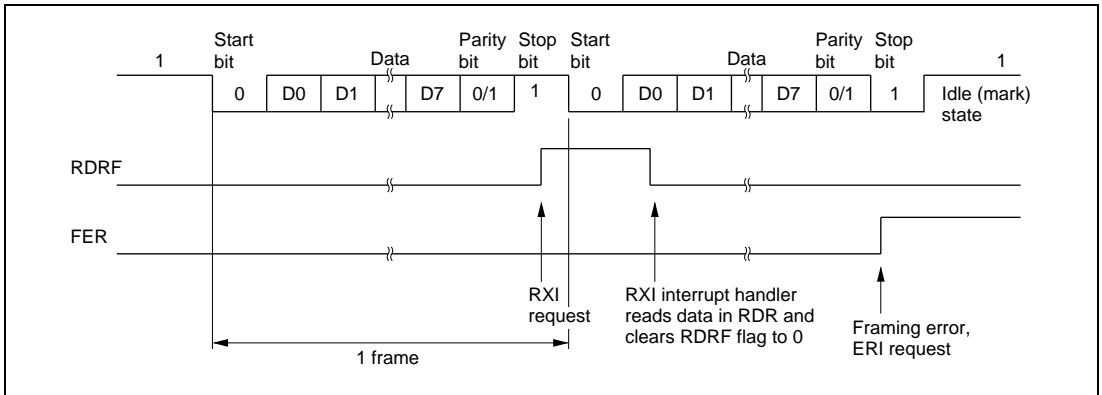 Start bit
Data
Parity bit
Stop bit
Start bit
Data
Parity bit
Stop bit
1
1
0
D0
D1
D7
0/1
1
0
D0
D1
D7
0/1
1
Idle (mark)
state
RDRF
FER
RXI
request
RXI interrupt handler
reads data in RDR and
clears RDRF flag to 0
Framing error,
ERI request
1 frame